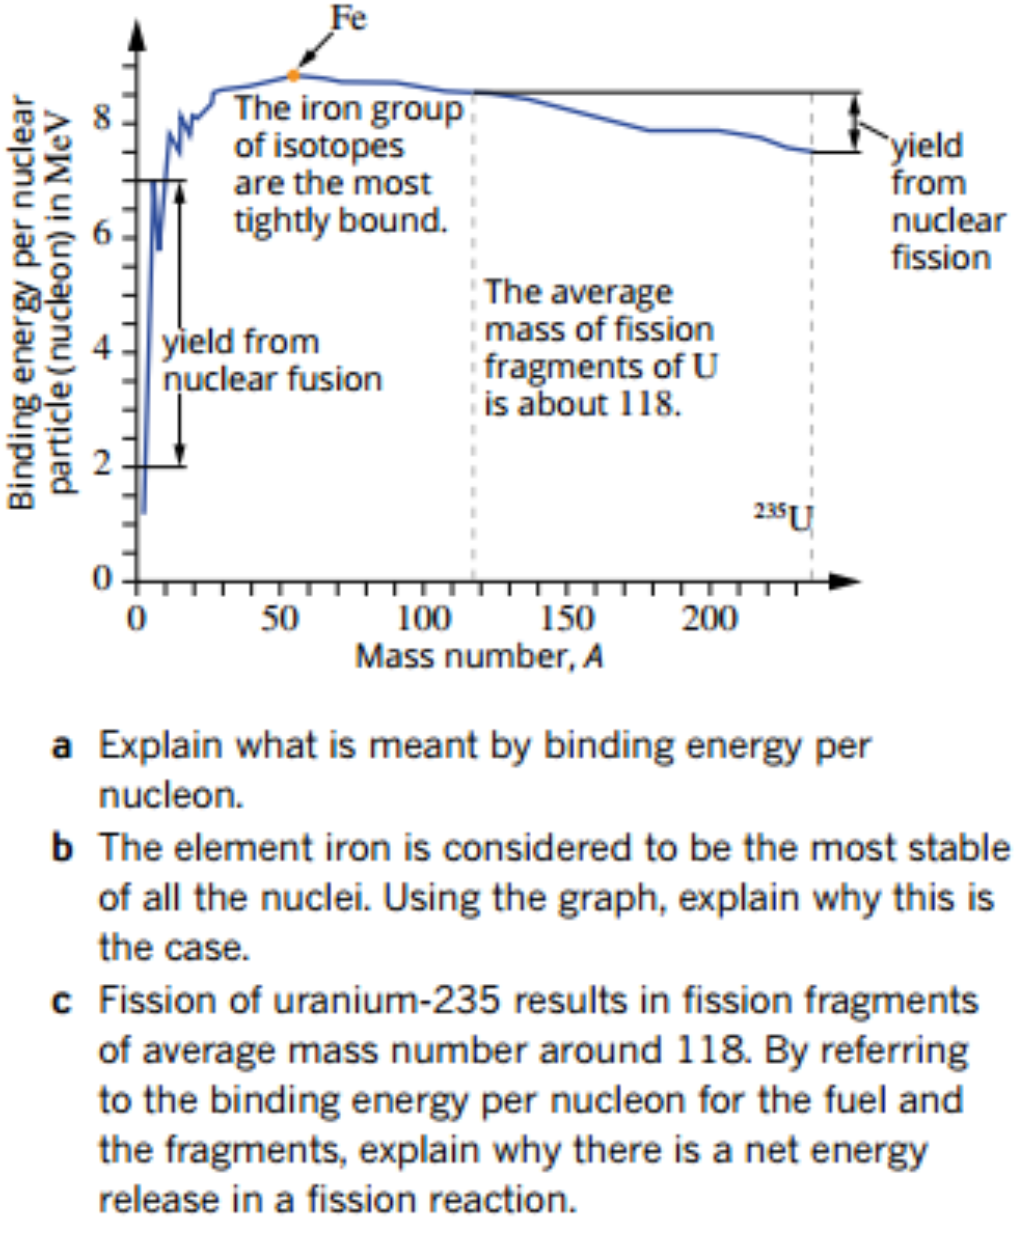 Fe
Binding energy per nuclear
particle (nucleon) in MeV
8
6
4
2
0
The iron group
of isotopes
are the most
tightly bound.
yield
from
nuclear
fission
The average
mass of fission
fragments of U
is about 118.
yield from
nuclear fusion
235U
0 50 100 150 200
Mass number, A
a Explain what is meant by binding energy per
nucleon.
b The element iron is considered to be the most stable
of all the nuclei. Using the graph, explain why this is
the case.
c Fission of uranium-235 results in fission fragments
of average mass number around 118. By referring
to the binding energy per nucleon for the fuel and
the fragments, explain why there is a net energy
release in a fission reaction.